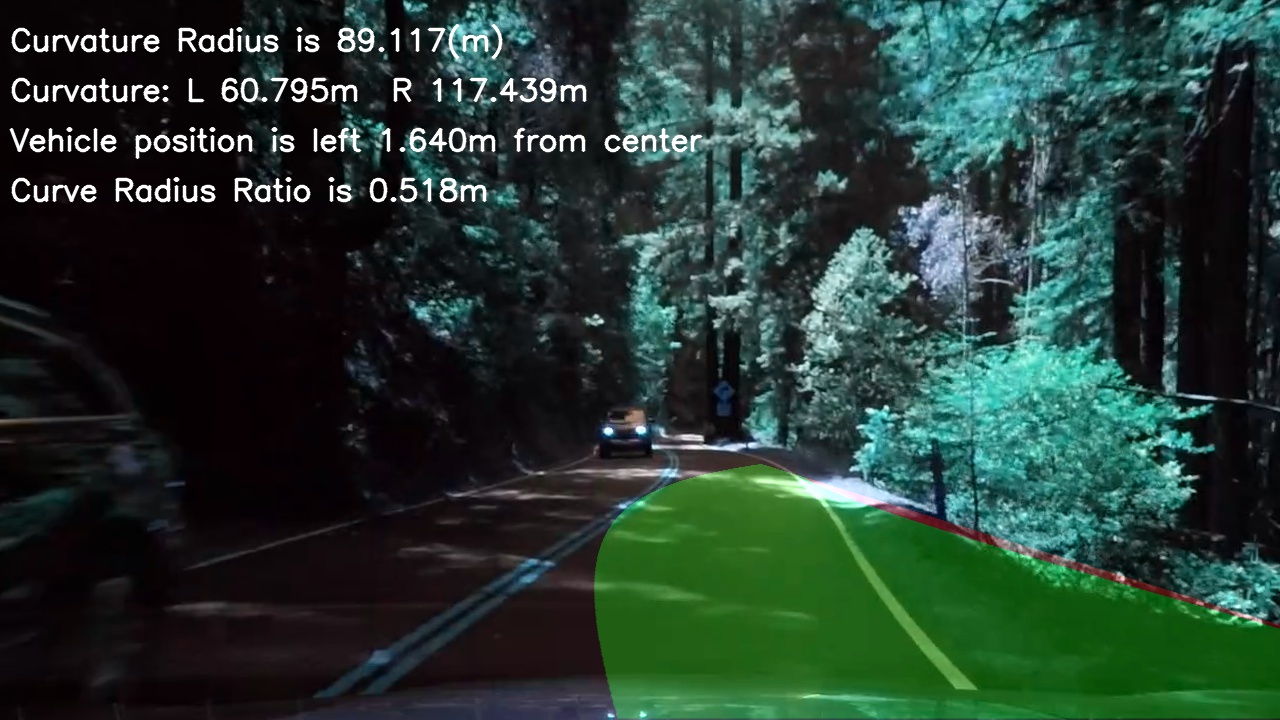 Curvature Radius is 89.117(m)
Curvature: L 60.795m R 117.439m
Vehicle position is left 1.640m from center
Curve Radius Ratio is 0.518m